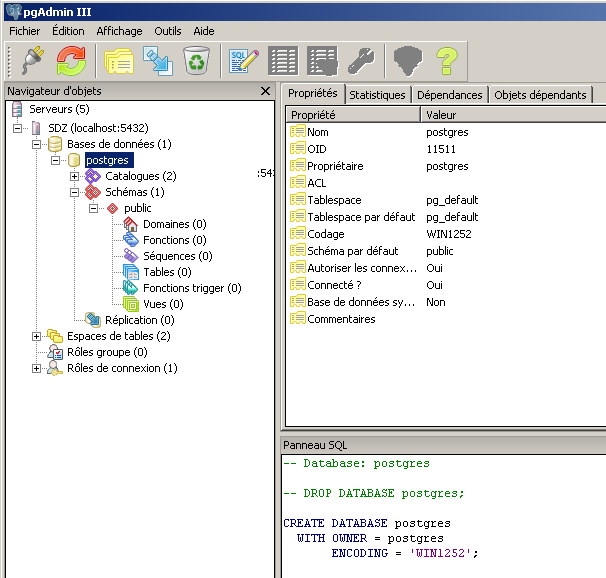 pgAdmin III
Fichier Édition Affichage Outils Aide
SQL
Navigateur d'objets
Serveurs (5)
SDZ (localhost:5432)
Bases de données (1)
postgres
Catalogues (2)
:543
Schémas (1)
public
Domaines (0)
Fonctions (0)
Séquences (0)
Tables (0)
Fonctions trigger (0)
Vues (0)
Réplication (0)
Espaces de tables (2)
Rôles groupe (0)
Rôles de connexion (1)
Propriétés Statistiques Dépendances Objets dépendants
Propriété Valeur
Nom postgres
OID 11511
Propriétaire postgres
ACL
Tablespace pg_default
Tablespace par défaut pg_default
Codage WIN1252
Schéma par défaut public
Autoriser les connex... Oui
Connecté ? Oui
Base de données sy... Non
Commentaires
Panneau SQL
-- Database: postgres
-- DROP DATABASE postgres;
CREATE DATABASE postgres
WITH OWNER = postgres
ENCODING = 'WIN1252';